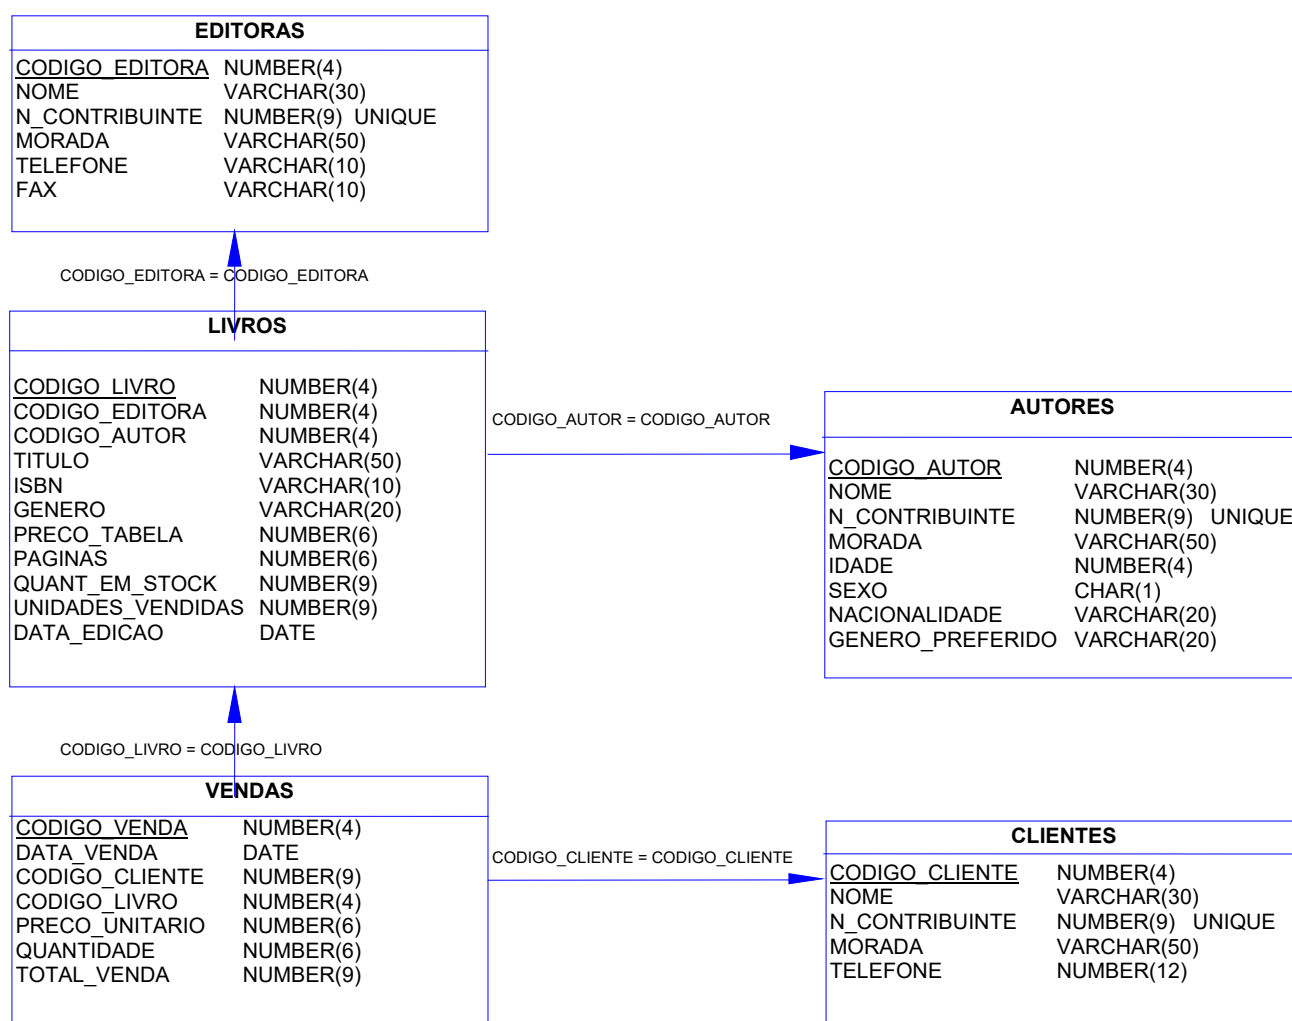 EDITORAS
CODIGO_EDITORA NUMBER(4)
NOME VARCHAR(30)
N_CONTRIBUINTE NUMBER(9) UNIQUE
MORADA VARCHAR(50)
TELEFONE VARCHAR(10)
FAX VARCHAR(10)
CODIGO_EDITORA = CODIGO_EDITORA
LIVROS
CODIGO_LIVRO NUMBER(4)
CODIGO_EDITORA NUMBER(4)
CODIGO_AUTOR NUMBER(4)
TITULO VARCHAR(50)
ISBN VARCHAR(10)
GENERO VARCHAR(20)
PRECO_TABELA NUMBER(6)
PAGINAS NUMBER(6)
QUANT_EM_STOCK NUMBER(9)
UNIDADES_VENDIDAS NUMBER(9)
DATA_EDICAO DATE
CODIGO_AUTOR = CODIGO_AUTOR
AUTORES
CODIGO_AUTOR NUMBER(4)
NOME VARCHAR(30)
N_CONTRIBUINTE NUMBER(9) UNIQUE
MORADA VARCHAR(50)
IDADE NUMBER(4)
SEXO CHAR(1)
NACIONALIDADE VARCHAR(20)
GENERO_PREFERIDO VARCHAR(20)
CODIGO_LIVRO = CODIGO_LIVRO
VENDAS
CODIGO_VENDA NUMBER(4)
DATA_VENDA DATE
CODIGO_CLIENTE NUMBER(9)
CODIGO_LIVRO NUMBER(4)
PRECO_UNITARIO NUMBER(6)
QUANTIDADE NUMBER(6)
TOTAL_VENDA NUMBER(9)
CODIGO_CLIENTE = CODIGO_CLIENTE
CLIENTES
CODIGO_CLIENTE NUMBER(4)
NOME VARCHAR(30)
N_CONTRIBUINTE NUMBER(9) UNIQUE
MORADA VARCHAR(50)
TELEFONE NUMBER(12)